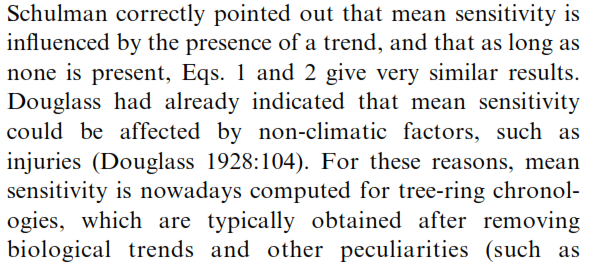 Schulman correctly pointed out that mean sensitivity is
influenced by the presence of a trend, and that as long as
none is present, Eqs. 1 and 2 give very similar results.
Douglass had already indicated that mean sensitivity
could be affected by non-climatic factors, such as
injuries (Douglass 1928:104). For these reasons, mean
sensitivity is nowadays computed for tree-ring chronol-
ogies, which are typically obtained after removing
biological trends and other peculiarities (such as